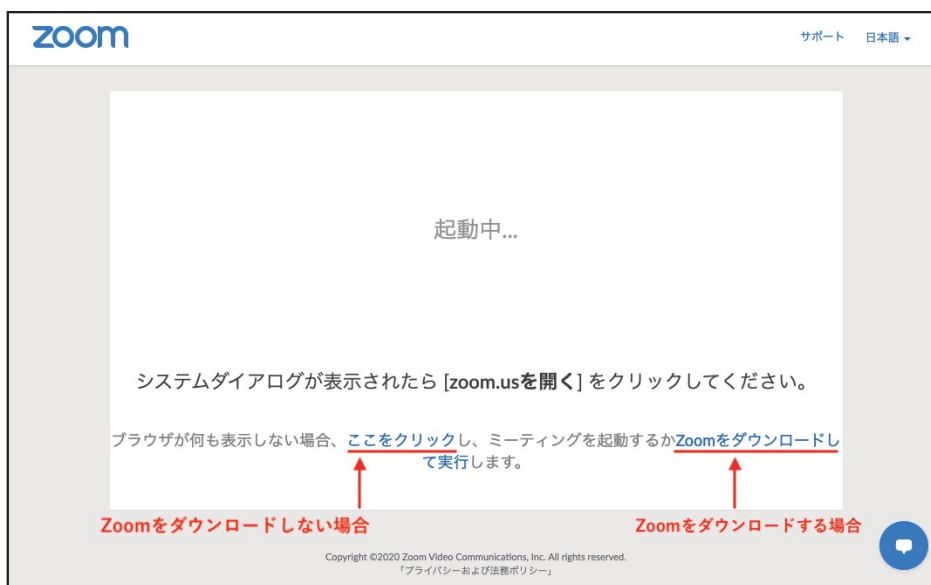 zoom
サポート 日本語
起動中...
システムダイアログが表示されたら [zoom.usを開く] をクリックしてください。
ブラウザが何も表示しない場合、ここをクリックし、ミーティングを起動するかZoomをダウンロードし
て実行します。
Zoomをダウンロードしない場合
Zoomをダウンロードする場合
Copyright ©2020 Zoom Video Communications, Inc. All rights reserved.
「プライバシーおよび法務ポリシー」